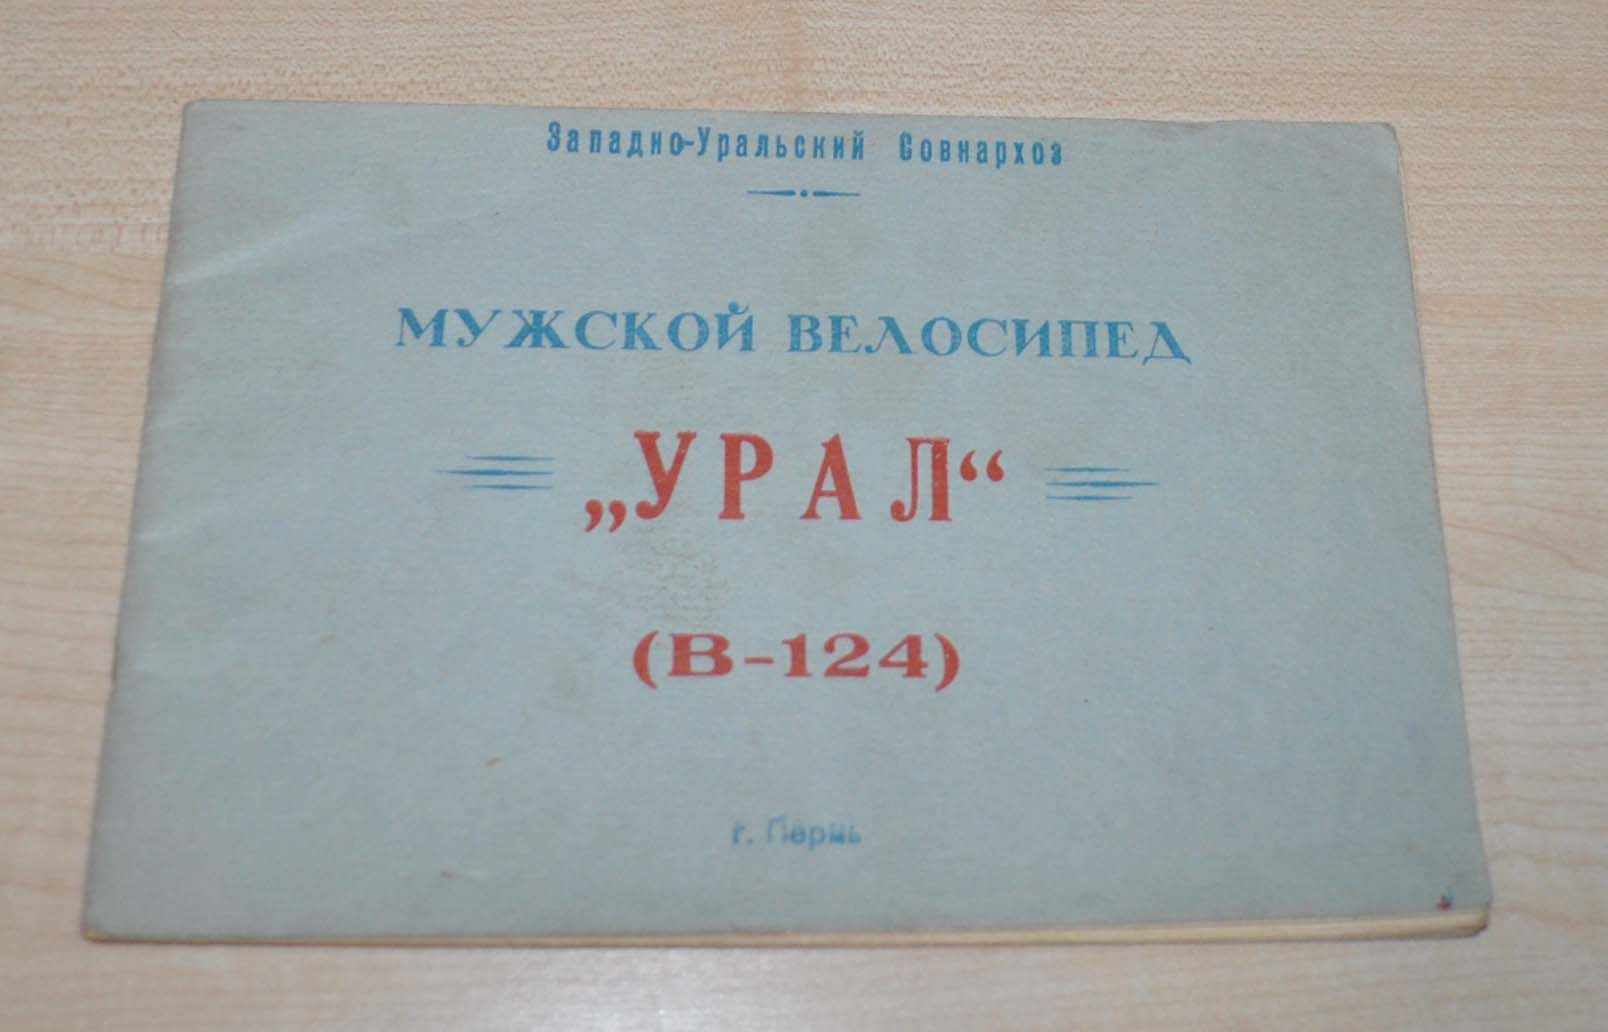 Западно-Уральский Совнархоз
МУЖСКОЙ ВЕЛОСИПЕД
„УРАЛ“
(В-124)
г. Пермь